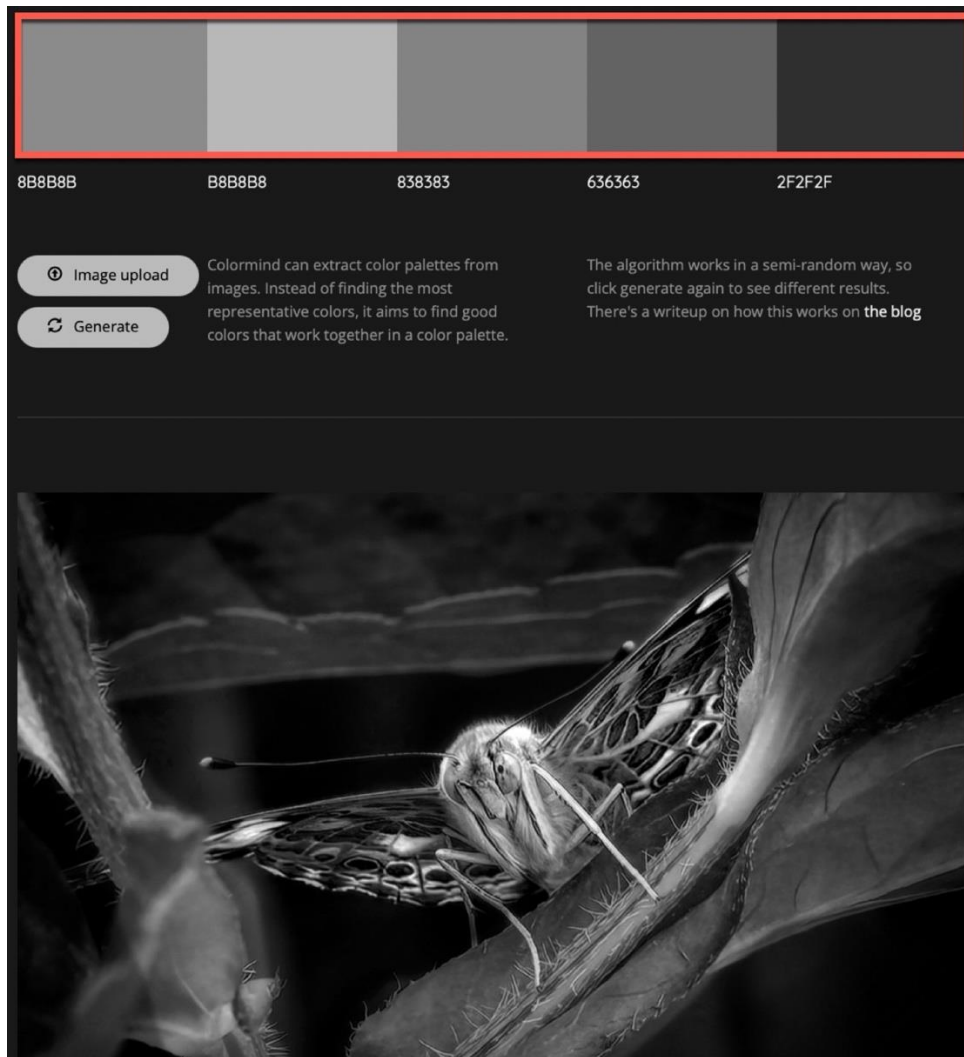 8B8B8B
B8B8B8
838383
636363
2F2F2F
Image upload
Generate
Colormind can extract color palettes from
images. Instead of finding the most
representative colors, it aims to find good
colors that work together in a color palette.
The algorithm works in a semi-random way, so
click generate again to see different results.
There's a writeup on how this works on the blog